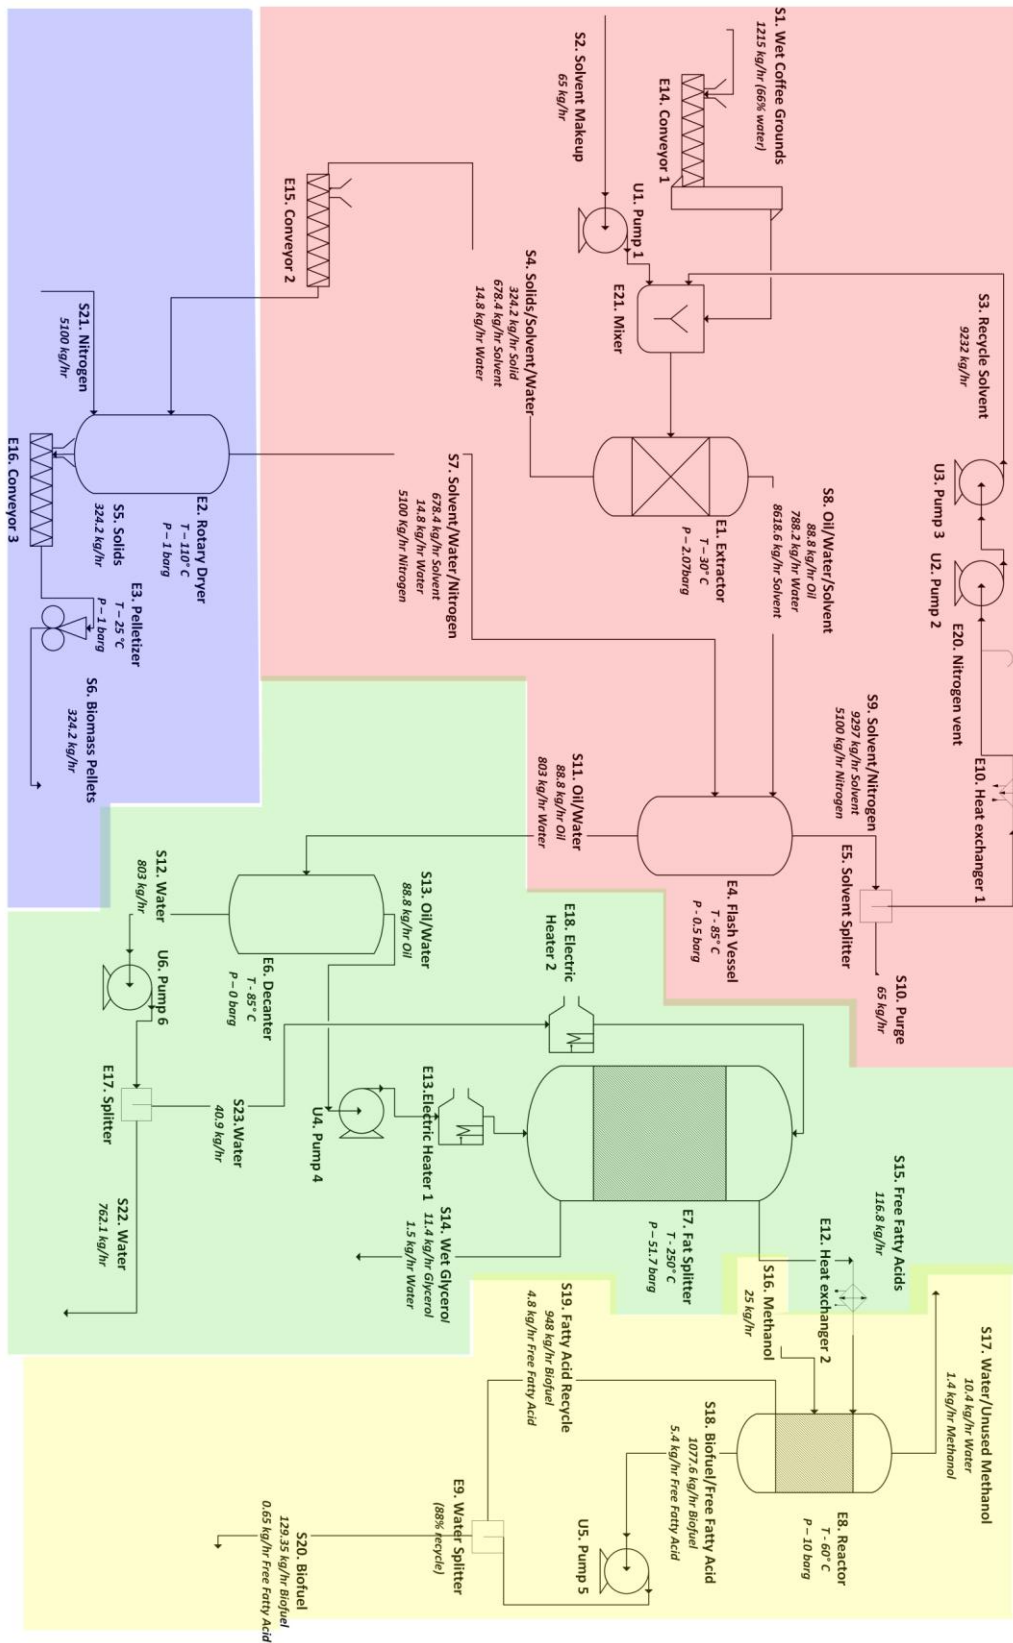 S1. Wet Coffee Grounds
1215 kg/hr (66% water)
E14. Conveyor 1
S2. Solvent Makeup
65 kg/hr
U1. Pump 1
E21. Mixer
S3. Recycle Solvent
9232 kg/hr
U3. Pump 3
U2. Pump 2
E20. Nitrogen vent
E10. Heat exchanger 1
E15. Conveyor 2
S4. Solids/Solvent/Water
324.2 kg/hr Solid
678.4 kg/hr Solvent
14.8 kg/hr Water
E1. Extractor
T – 30° C
P – 2.07barg
S8. Oil/Water/Solvent
88.8 kg/hr Oil
788.2 kg/hr Water
8618.6 kg/hr Solvent
S7. Solvent/Water/Nitrogen
678.4 kg/hr Solvent
14.8 kg/hr Water
5100 Kg/hr Nitrogen
S9. Solvent/Nitrogen
9297 kg/hr Solvent
5100 kg/hr Nitrogen
E5. Solvent Splitter
S10. Purge
65 kg/hr
E4. Flash Vessel
T - 85° C
P - 0.5 barg
S11. Oil/Water
88.8 kg/hr Oil
803 kg/hr Water
S21. Nitrogen
5100 kg/hr
E2. Rotary Dryer
T – 110° C
P – 1 barg
S5. Solids
324.2 kg/hr
E16. Conveyor 3
E3. Pelletizer
T – 25 °C
P – 1 barg
S6. Biomass Pellets
324.2 kg/hr
S13. Oil/Water
88.8 kg/hr Oil
E6. Decanter
T - 85° C
P – 0 barg
S12. Water
803 kg/hr
U6. Pump 6
E17. Splitter
S23.Water
40.9 kg/hr
S22. Water
762.1 kg/hr
E18. Electric
Heater 2
U4. Pump 4
E13.Electric Heater 1
E7. Fat Splitter
T - 250° C
P – 51.7 barg
S14. Wet Glycerol
11.4 kg/hr Glycerol
1.5 kg/hr Water
S15. Free Fatty Acids
116.8 kg/hr
E12. Heat exchanger 2
S16. Methanol
25 kg/hr
S17. Water/Unused Methanol
10.4 kg/hr Water
1.4 kg/hr Methanol
E8. Reactor
T - 60° C
P – 10 barg
S19. Fatty Acid Recycle
948 kg/hr Biofuel
4.8 kg/hr Free Fatty Acid
S18. Biofuel/Free Fatty Acid
1077.6 kg/hr Biofuel
5.4 kg/hr Free Fatty Acid
U5. Pump 5
E9. Water Splitter
(88% recycle)
S20. Biofuel
129.35 kg/hr Biofuel
0.65 kg/hr Free Fatty Acid